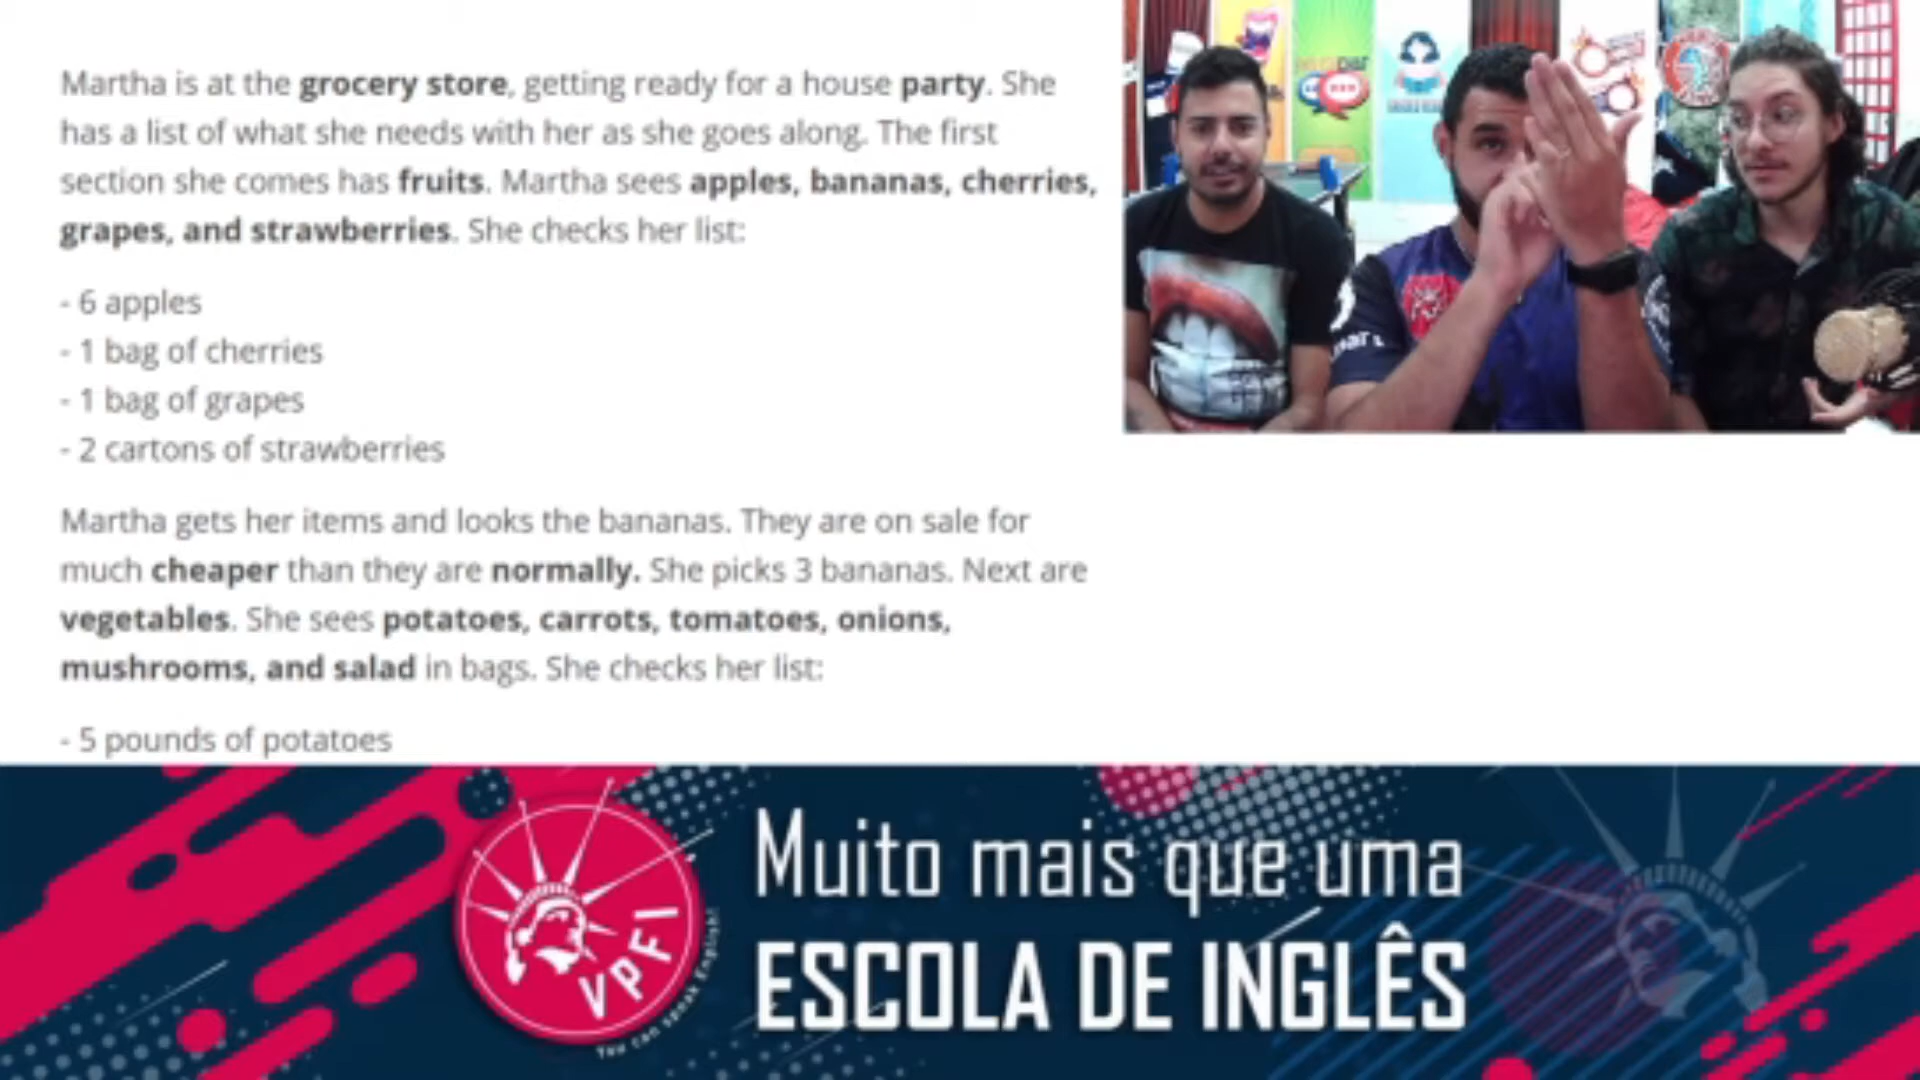 Martha is at the grocery store, getting ready for a house party. She
has a list of what she needs with her as she goes along. The first
section she comes has fruits. Martha sees apples, bananas, cherries,
grapes, and strawberries. She checks her list:
- 6 apples
- 1 bag of cherries
- 1 bag of grapes
- 2 cartons of strawberries
Martha gets her items and looks the bananas. They are on sale for
much cheaper than they are normally. She picks 3 bananas. Next are
vegetables. She sees potatoes, carrots, tomatoes, onions,
mushrooms, and salad in bags. She checks her list:
- 5 pounds of potatoes
VPFI
You can speak English!
Muito mais que uma
ESCOLA DE INGLÊS